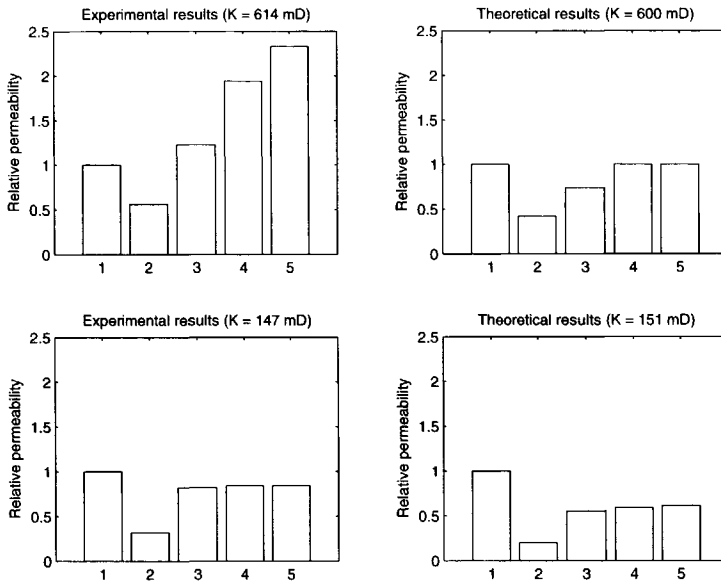 Experimental results (K = 614 mD)
Relative permeability
2.5
2
1.5
1
0.5
0
1 2 3 4 5
Theoretical results (K = 600 mD)
Relative permeability
2.5
2
1.5
1
0.5
0
1 2 3 4 5
Experimental results (K = 147 mD)
Relative permeability
2.5
2
1.5
1
0.5
0
1 2 3 4 5
Theoretical results (K = 151 mD)
Relative permeability
2.5
2
1.5
1
0.5
0
1 2 3 4 5